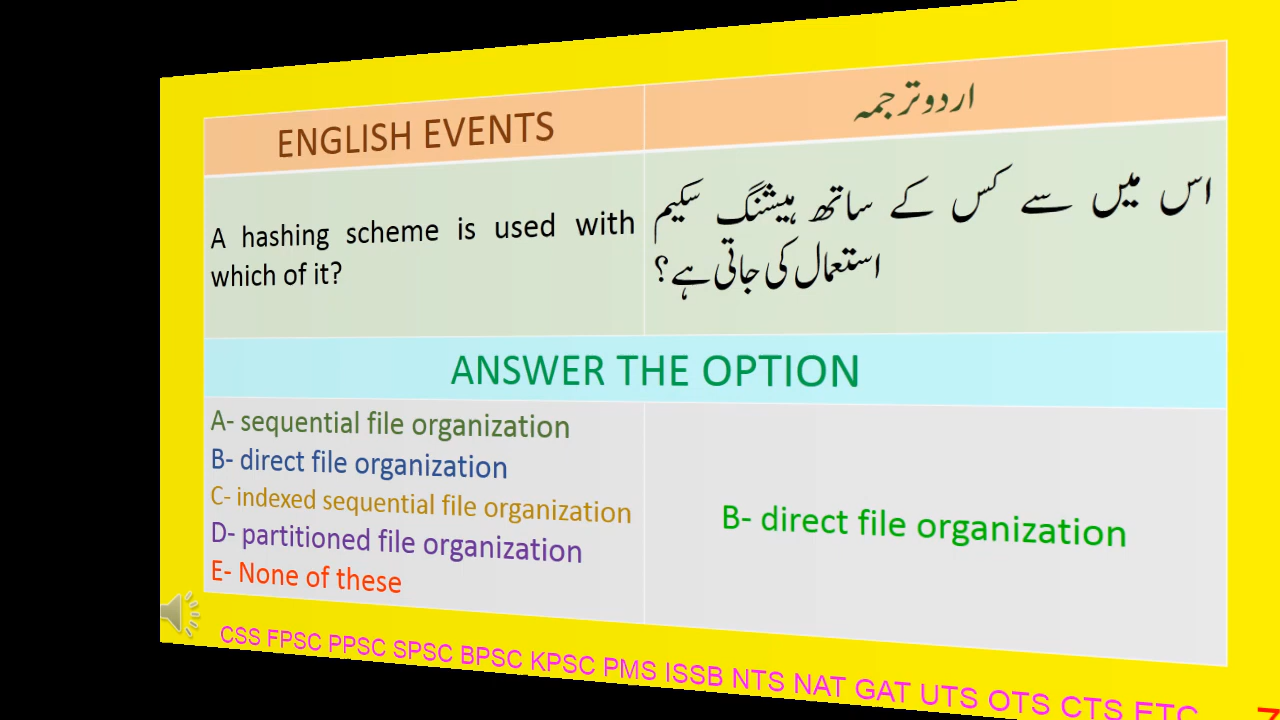 ENGLISH EVENTS
اردو ترجمہ
A hashing scheme is used with
which of it?
اس میں سے کس کے ساتھ ہیشنگ سکیم
استعمال کی جاتی ہے؟
ANSWER THE OPTION
A- sequential file organization
B- direct file organization
C- indexed sequential file organization
D- partitioned file organization
E- None of these
B- direct file organization
CSS FPSC PPSC SPSC BPSC KPSC PMS ISSB NTS NAT GAT UTS OTS CTS ETC